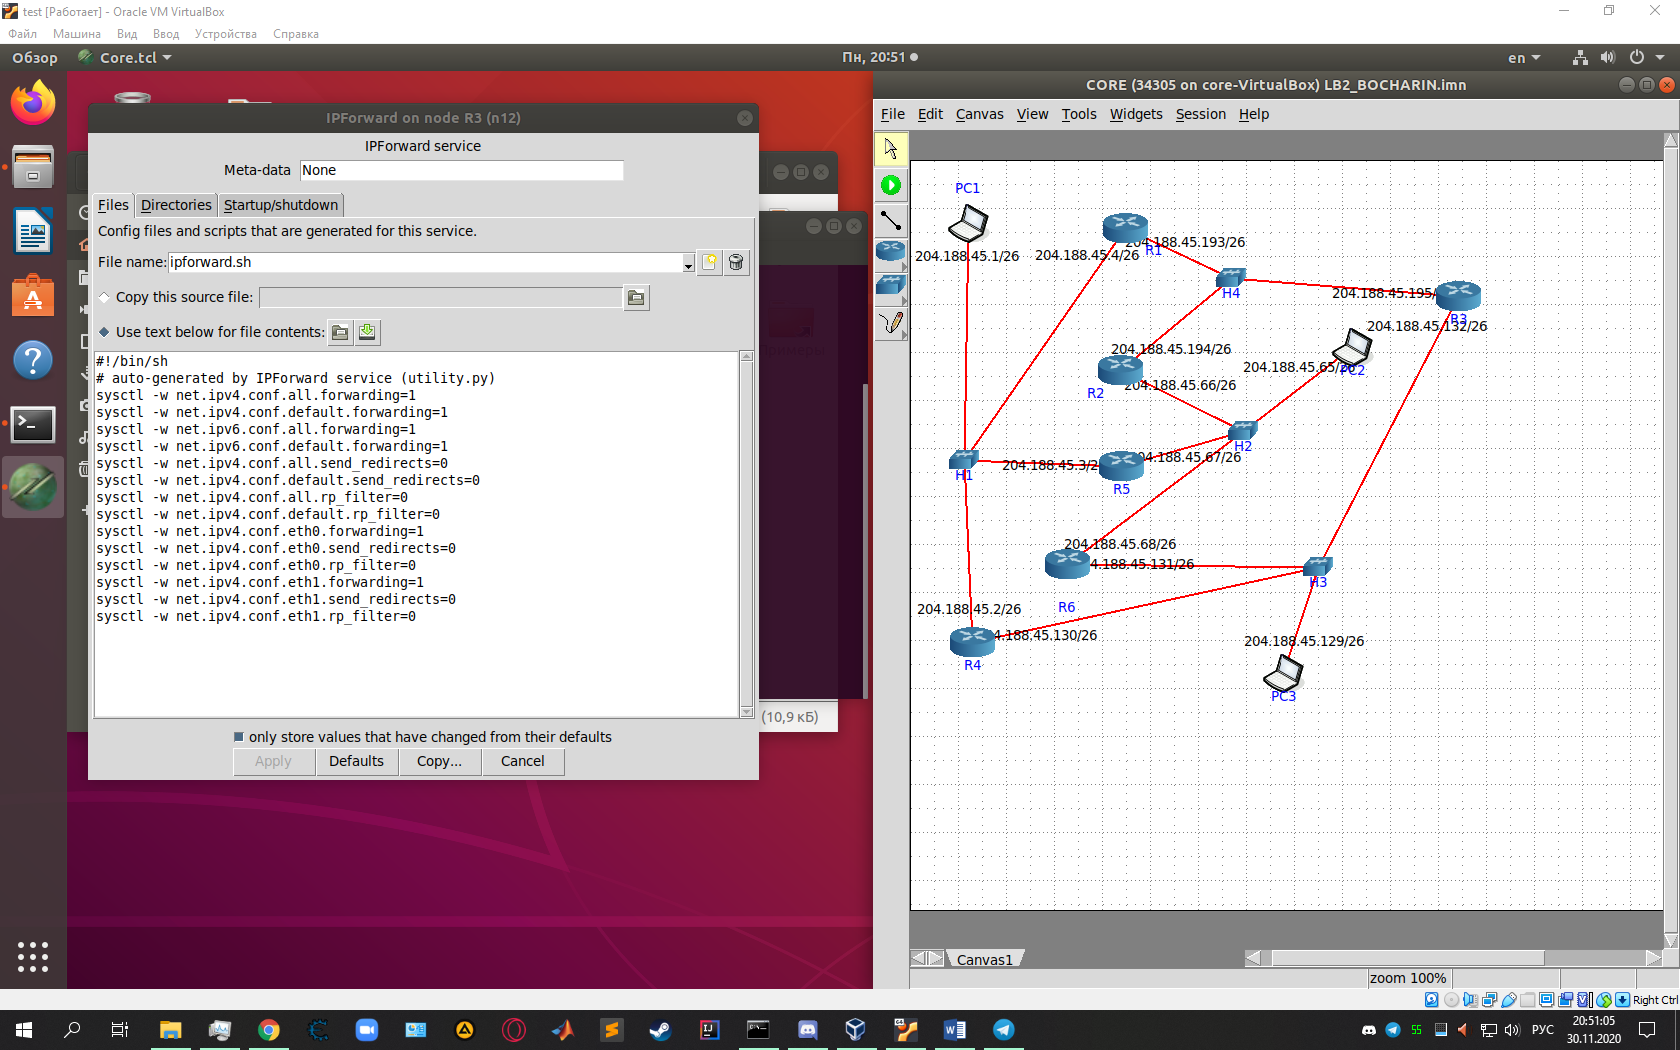 test [Работает] - Oracle VM VirtualBox
Файл Машина Вид Ввод Устройства Справка
Обзор Core.tcl Пн, 20:51 en
CORE (34305 on core-VirtualBox) LB2_BOCHARIN.imn
File Edit Canvas View Tools Widgets Session Help
IPForward on node R3 (n12)
IPForward service
Meta-data None
Files Directories Startup/shutdown
Config files and scripts that are generated for this service.
File name: ipforward.sh
Copy this source file:
Use text below for file contents:
#!/bin/sh
# auto-generated by IPForward service (utility.py)
sysctl -w net.ipv4.conf.all.forwarding=1
sysctl -w net.ipv4.conf.default.forwarding=1
sysctl -w net.ipv6.conf.all.forwarding=1
sysctl -w net.ipv6.conf.default.forwarding=1
sysctl -w net.ipv4.conf.all.send_redirects=0
sysctl -w net.ipv4.conf.default.send_redirects=0
sysctl -w net.ipv4.conf.all.rp_filter=0
sysctl -w net.ipv4.conf.default.rp_filter=0
sysctl -w net.ipv4.conf.eth0.forwarding=1
sysctl -w net.ipv4.conf.eth0.send_redirects=0
sysctl -w net.ipv4.conf.eth0.rp_filter=0
sysctl -w net.ipv4.conf.eth1.forwarding=1
sysctl -w net.ipv4.conf.eth1.send_redirects=0
sysctl -w net.ipv4.conf.eth1.rp_filter=0
(10,9 кБ)
only store values that have changed from their defaults
Apply Defaults Copy... Cancel
PC1
204.188.45.193/26
R1
204.188.45.1/26
204.188.45.4/26
H4
204.188.45.195/
R3
204.188.45.132/26
204.188.45.194/26
204.188.45.65/26
PC2
204.188.45.66/26
R2
H2
204.188.45.67/26
204.188.45.3/2
H1
R5
204.188.45.68/26
4.188.45.131/26
H3
R6
204.188.45.2/26
4.188.45.130/26
204.188.45.129/26
R4
PC3
Canvas1
zoom 100%
Right Ctrl
55 РУС 20:51:05
30.11.2020